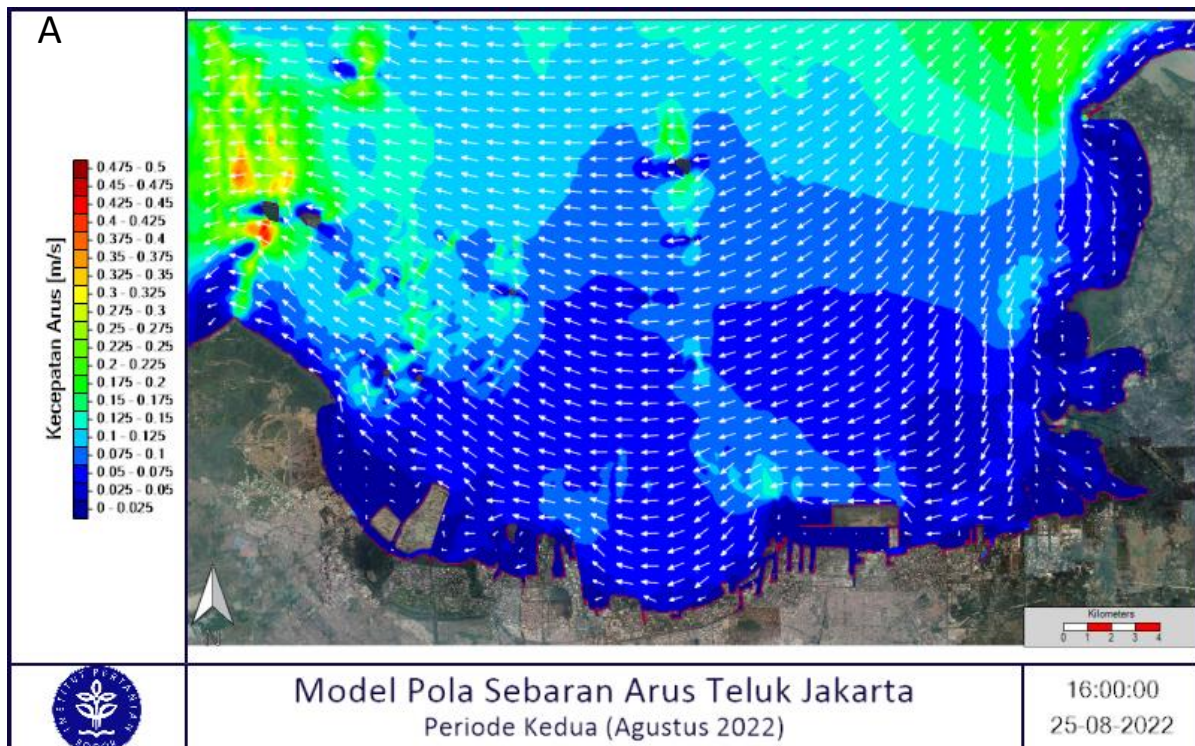 A
Kecepatan Arus [m/s]
0.475 - 0.5
0.45 - 0.475
0.425 - 0.45
0.4 - 0.425
0.375 - 0.4
0.35 - 0.375
0.325 - 0.35
0.3 - 0.325
0.275 - 0.3
0.25 - 0.275
0.225 - 0.25
0.2 - 0.225
0.175 - 0.2
0.15 - 0.175
0.125 - 0.15
0.1 - 0.125
0.075 - 0.1
0.05 - 0.075
0.025 - 0.05
0 - 0.025
Kilometers
0 1 2 3 4
INSTITUT PERTANIAN
BOGOR
Model Pola Sebaran Arus Teluk Jakarta
Periode Kedua (Agustus 2022)
16:00:00
25-08-2022